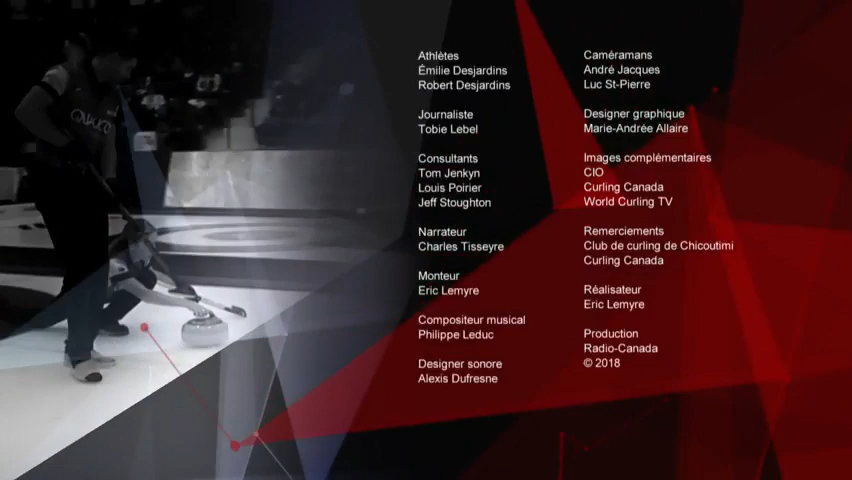 Athlètes
Émilie Desjardins
Robert Desjardins
Journaliste
Tobie Lebel
Consultants
Tom Jenkyn
Louis Poirier
Jeff Stoughton
Narrateur
Charles Tisseyre
Monteur
Eric Lemyre
Compositeur musical
Philippe Leduc
Designer sonore
Alexis Dufresne
Caméramans
André Jacques
Luc St-Pierre
Designer graphique
Marie-Andrée Allaire
Images complémentaires
CIO
Curling Canada
World Curling TV
Remerciements
Club de curling de Chicoutimi
Curling Canada
Réalisateur
Eric Lemyre
Production
Radio-Canada
© 2018